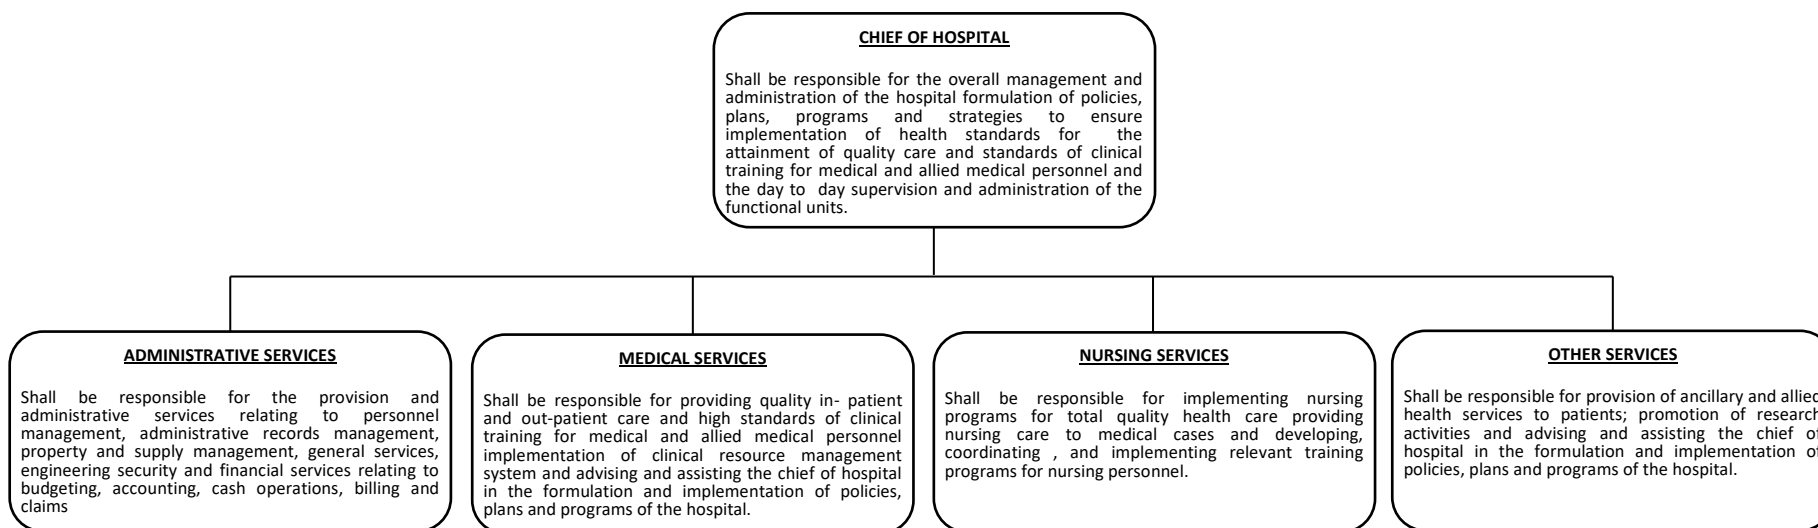 CHIEF OF HOSPITAL
Shall be responsible for the overall management and
administration of the hospital formulation of policies,
plans, programs and strategies to ensure
implementation of health standards for the
attainment of quality care and standards of clinical
training for medical and allied medical personnel and
the day to day supervision and administration of the
functional units.
ADMINISTRATIVE SERVICES
Shall be responsible for the provision and
administrative services relating to personnel
management, administrative records management,
property and supply management, general services,
engineering security and financial services relating to
budgeting, accounting, cash operations, billing and
claims
MEDICAL SERVICES
Shall be responsible for providing quality in- patient
and out-patient care and high standards of clinical
training for medical and allied medical personnel
implementation of clinical resource management
system and advising and assisting the chief of hospital
in the formulation and implementation of policies,
plans and programs of the hospital.
NURSING SERVICES
Shall be responsible for implementing nursing
programs for total quality health care providing
nursing care to medical cases and developing,
coordinating , and implementing relevant training
programs for nursing personnel.
OTHER SERVICES
Shall be responsible for provision of ancillary and allied
health services to patients; promotion of research
activities and advising and assisting the chief of
hospital in the formulation and implementation of
policies, plans and programs of the hospital.